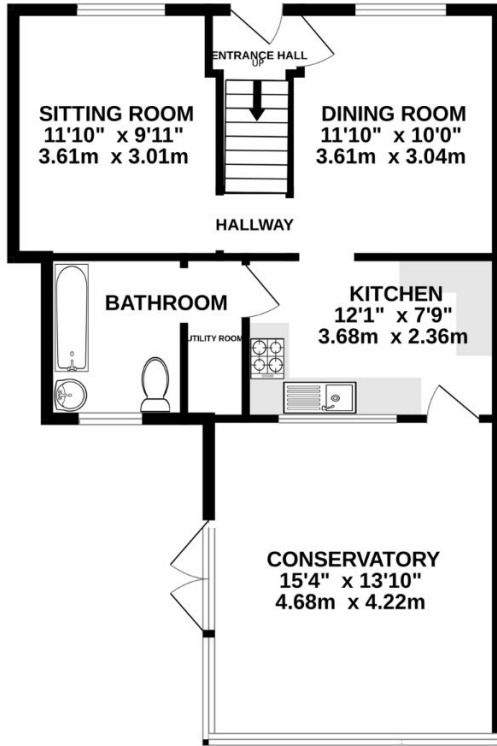 ENTRANCE HALL
UP
SITTING ROOM
11'10" x 9'11"
3.61m x 3.01m
DINING ROOM
11'10" x 10'0"
3.61m x 3.04m
HALLWAY
BATHROOM
UTILITY ROOM
KITCHEN
12'1" x 7'9"
3.68m x 2.36m
CONSERVATORY
15'4" x 13'10"
4.68m x 4.22m